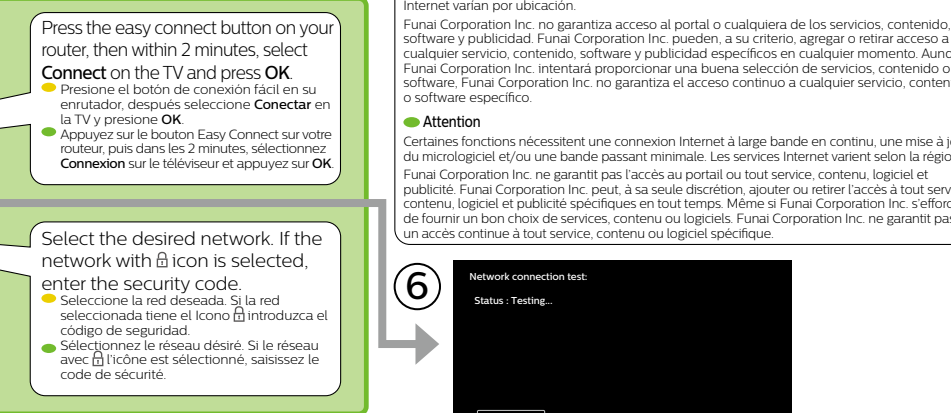 Press the easy connect button on your
router, then within 2 minutes, select
Connect on the TV and press OK.
Presione el botón de conexión fácil en su
enrutador, después seleccione Conectar en
la TV y presione OK.
Appuyez sur le bouton Easy Connect sur votre
routeur, puis dans les 2 minutes, sélectionnez
Connexion sur le téléviseur et appuyez sur OK.
Select the desired network. If the
network with icon is selected,
enter the security code.
Seleccione la red deseada. Si la red
seleccionada tiene el Icono introduzca el
código de seguridad.
Sélectionnez le réseau désiré. Si le réseau
avec l'icône est sélectionné, saisissez le
code de sécurité.
Internet varían por ubicación.
Funai Corporation Inc. no garantiza acceso al portal o cualquiera de los servicios, contenido,
software y publicidad. Funai Corporation Inc. pueden, a su criterio, agregar o retirar acceso a
cualquier servicio, contenido, software y publicidad específicos en cualquier momento.
Funai Corporation Inc. intentará proporcionar una buena selección de servicios, contenido o
software, Funai Corporation Inc. no garantiza el acceso continuo a cualquier servicio,
o software específico.
Attention
Certaines fonctions nécessitent une connexion Internet à large bande en continu, une mise à
du micrologiciel et/ou une bande passant minimale. Les services Internet varient selon la
Funai Corporation Inc. ne garantit pas l'accès au portail ou tout service, contenu, logiciel et
publicité. Funai Corporation Inc. peut, à sa seule discrétion, ajouter ou retirer l'accès à tout
contenu, logiciel et publicité spécifiques en tout temps. Même si Funai Corporation Inc.
de fournir un bon choix de services, contenu ou logiciels. Funai Corporation Inc. ne garantit pas
un accès continue à tout service, contenu ou logiciel spécifique.
6
Network connection test:
Status : Testing...